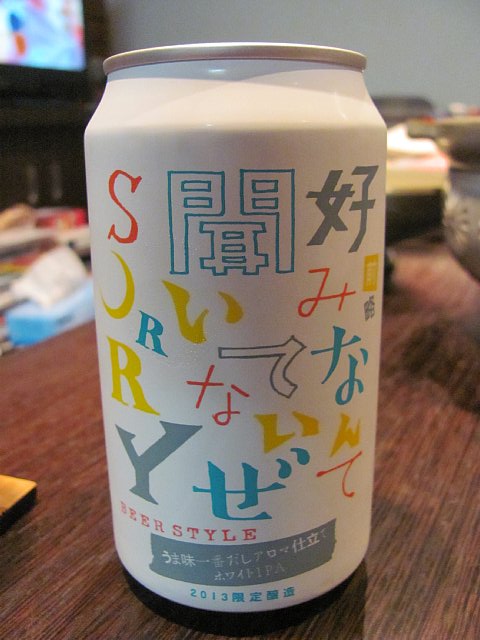 前略
好みなんて
聞いてないぜ
SORRY
BEER STYLE
うま味一番だしアロマ仕立て
ホワイトIPA
2013限定醸造